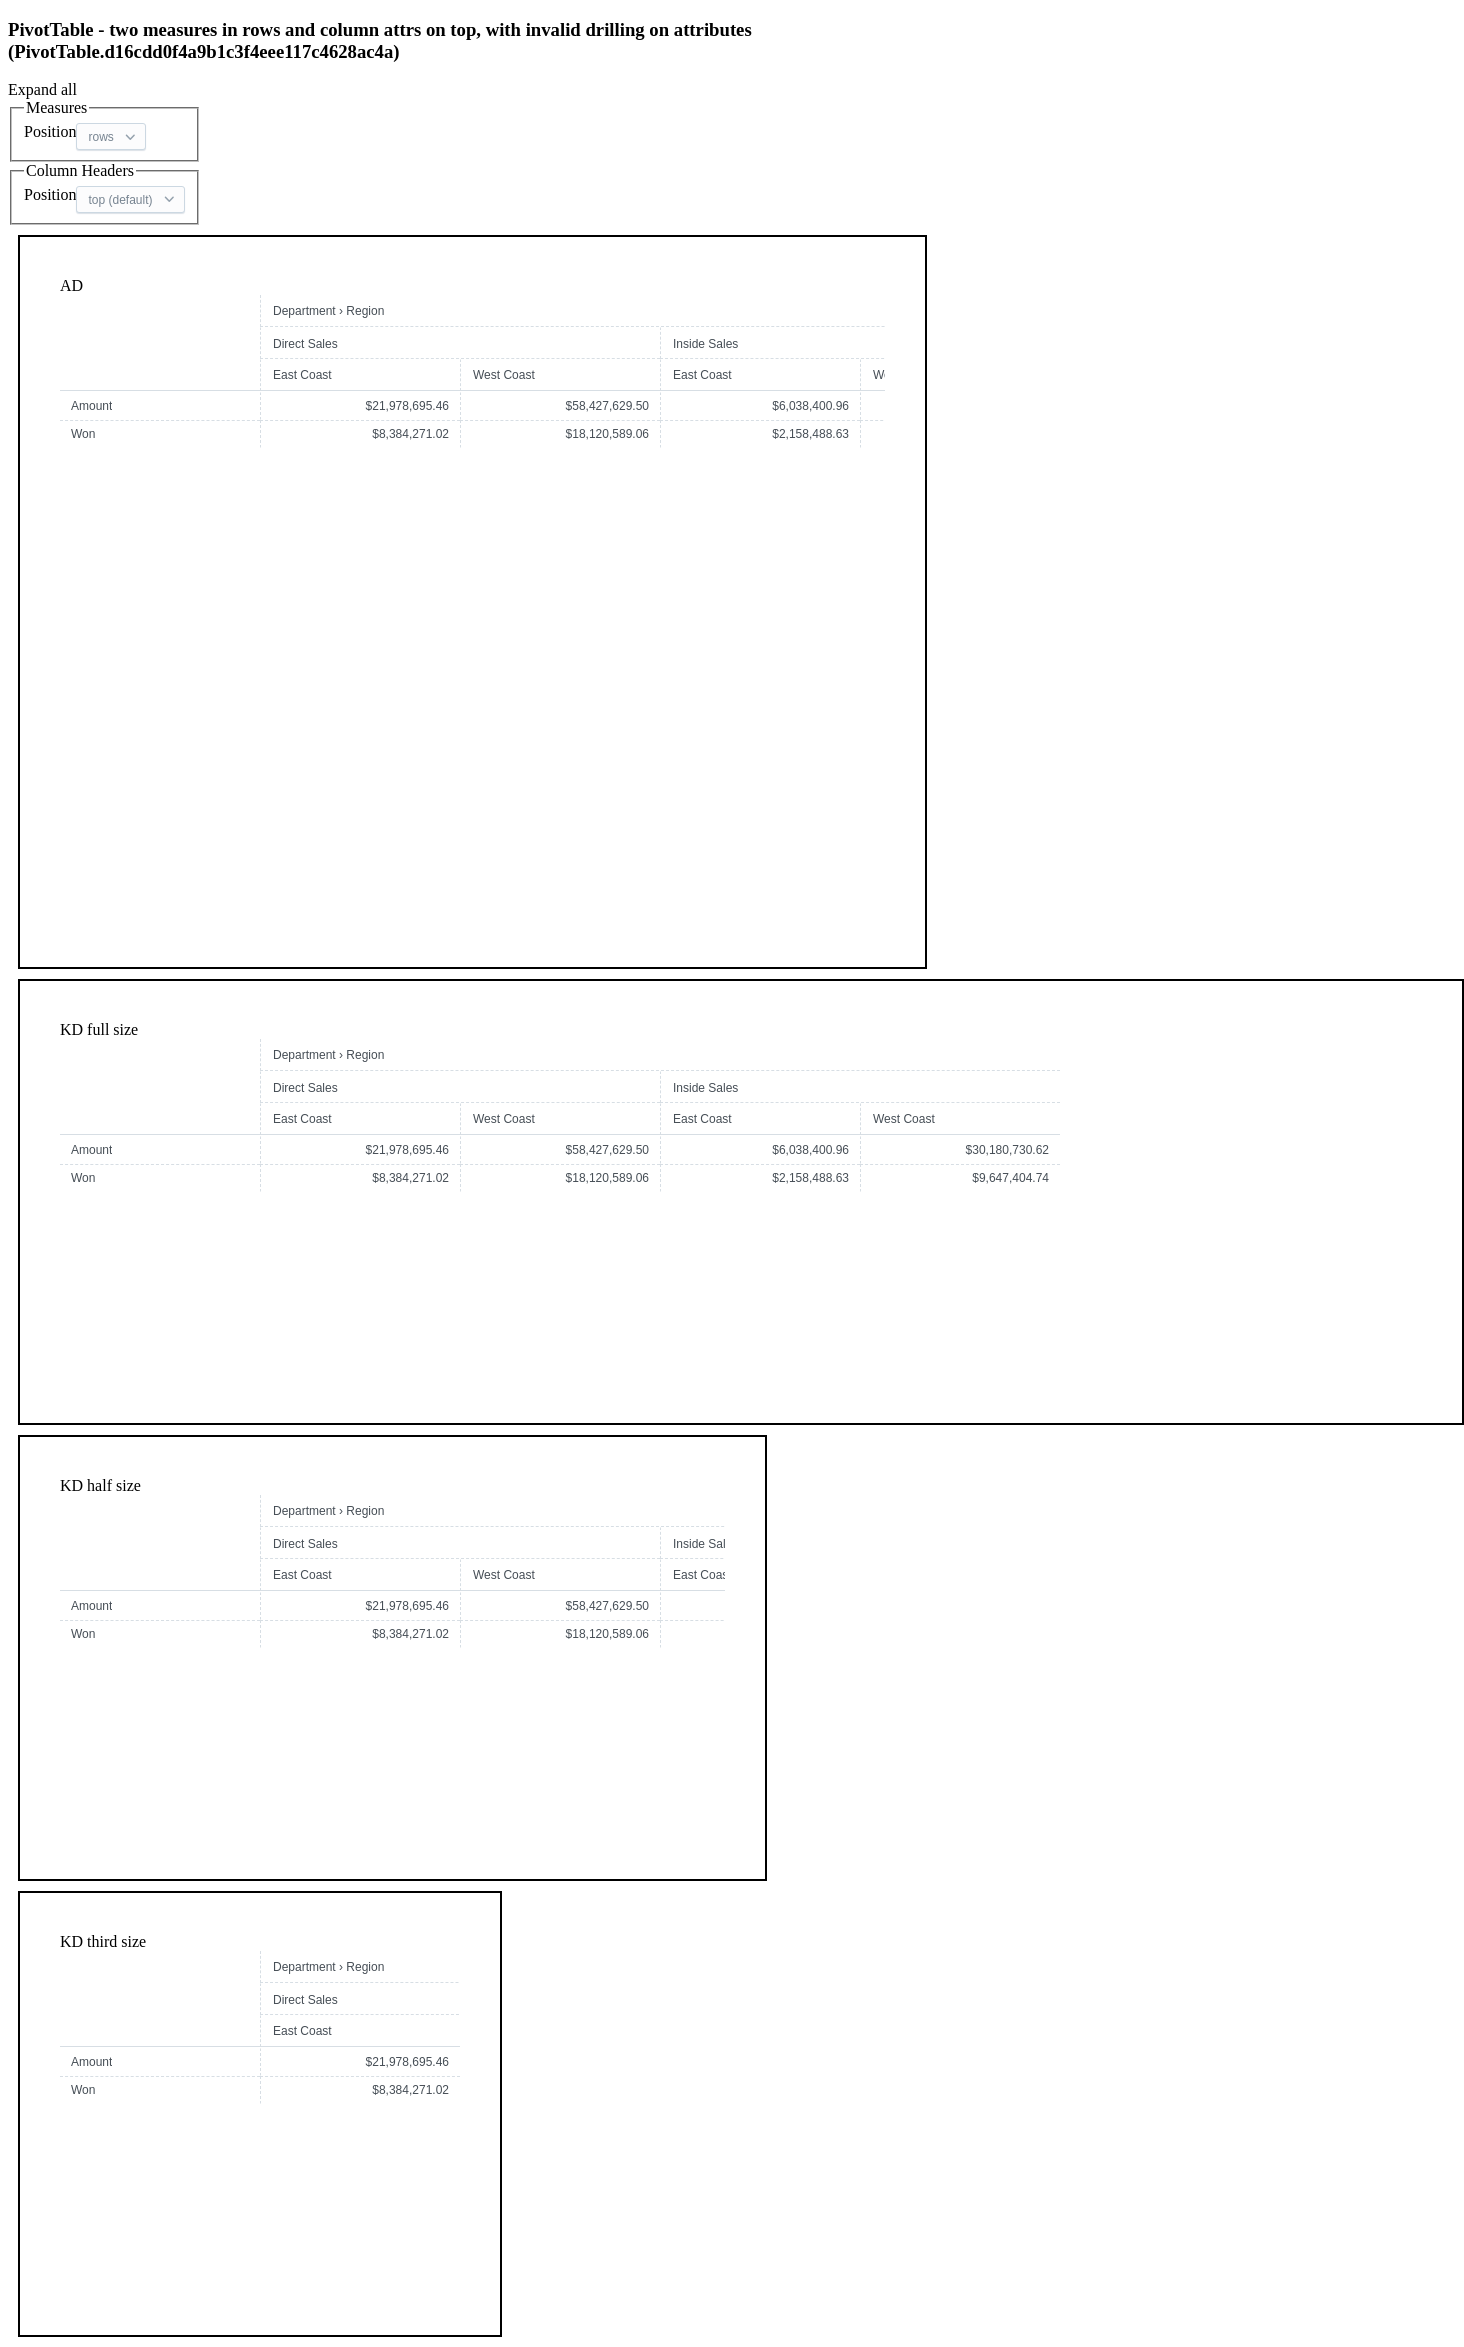 PivotTable - two measures in rows and column attrs on top, with invalid drilling on attributes
(PivotTable.d16cdd0f4a9b1c3f4eee117c4628ac4a)
Expand all
Measures
Position rows
Column Headers
Position top (default)
AD
Department › Region
Direct Sales Inside Sales
East Coast West Coast East Coast
Amount $21,978,695.46 $58,427,629.50 $6,038,400.96
Won $8,384,271.02 $18,120,589.06 $2,158,488.63
KD full size
Department › Region
Direct Sales Inside Sales
East Coast West Coast East Coast West Coast
Amount $21,978,695.46 $58,427,629.50 $6,038,400.96 $30,180,730.62
Won $8,384,271.02 $18,120,589.06 $2,158,488.63 $9,647,404.74
KD half size
Department › Region
Direct Sales Inside Sal
East Coast West Coast East Coas
Amount $21,978,695.46 $58,427,629.50
Won $8,384,271.02 $18,120,589.06
KD third size
Department › Region
Direct Sales
East Coast
Amount $21,978,695.46
Won $8,384,271.02